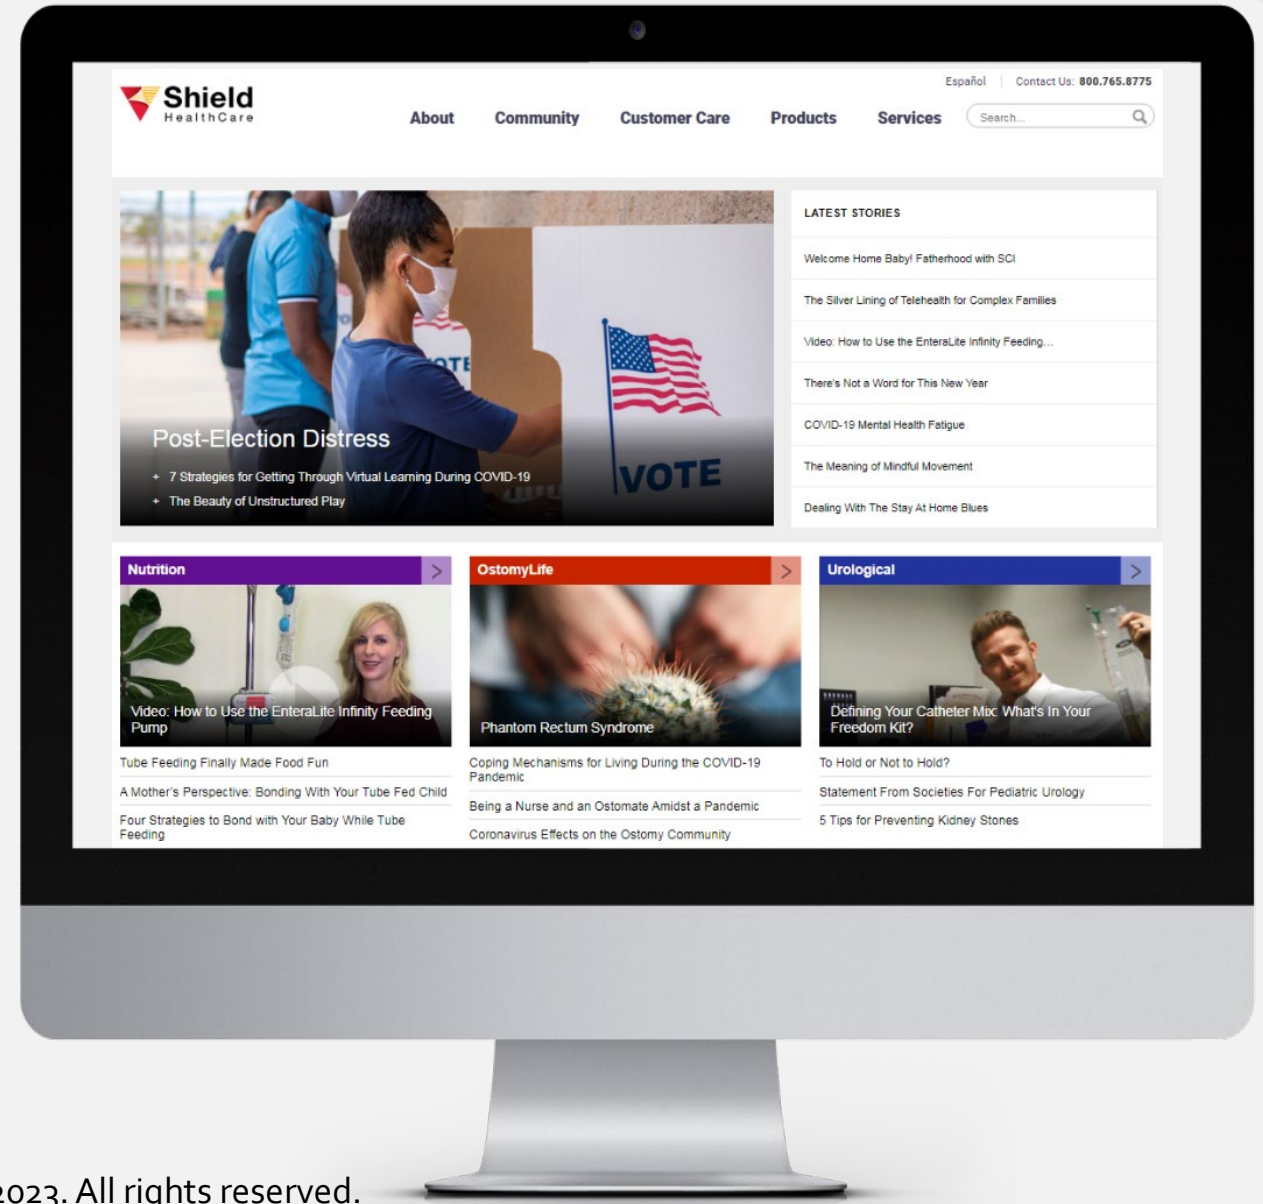 Shield
HealthCare
Español
Contact Us: 800.765.8775
About
Community
Customer Care
Products
Services
Search...
VOTE
Post-Election Distress
+ 7 Strategies for Getting Through Virtual Learning During COVID-19
+ The Beauty of Unstructured Play
LATEST STORIES
Welcome Home Baby! Fatherhood with SCI
The Silver Lining of Telehealth for Complex Families
Video: How to Use the EnteraLite Infinity Feeding...
There's Not a Word for This New Year
COVID-19 Mental Health Fatigue
The Meaning of Mindful Movement
Dealing With The Stay At Home Blues
Nutrition
Video: How to Use the EnteraLite Infinity Feeding
Pump
Tube Feeding Finally Made Food Fun
A Mother's Perspective: Bonding With Your Tube Fed Child
Four Strategies to Bond with Your Baby While Tube
Feeding
OstomyLife
Phantom Rectum Syndrome
Coping Mechanisms for Living During the COVID-19
Pandemic
Being a Nurse and an Ostomate Amidst a Pandemic
Coronavirus Effects on the Ostomy Community
Urological
Defining Your Catheter Mix: What's In Your
Freedom Kit?
To Hold or Not to Hold?
Statement From Societies For Pediatric Urology
5 Tips for Preventing Kidney Stones
2023. All rights reserved.